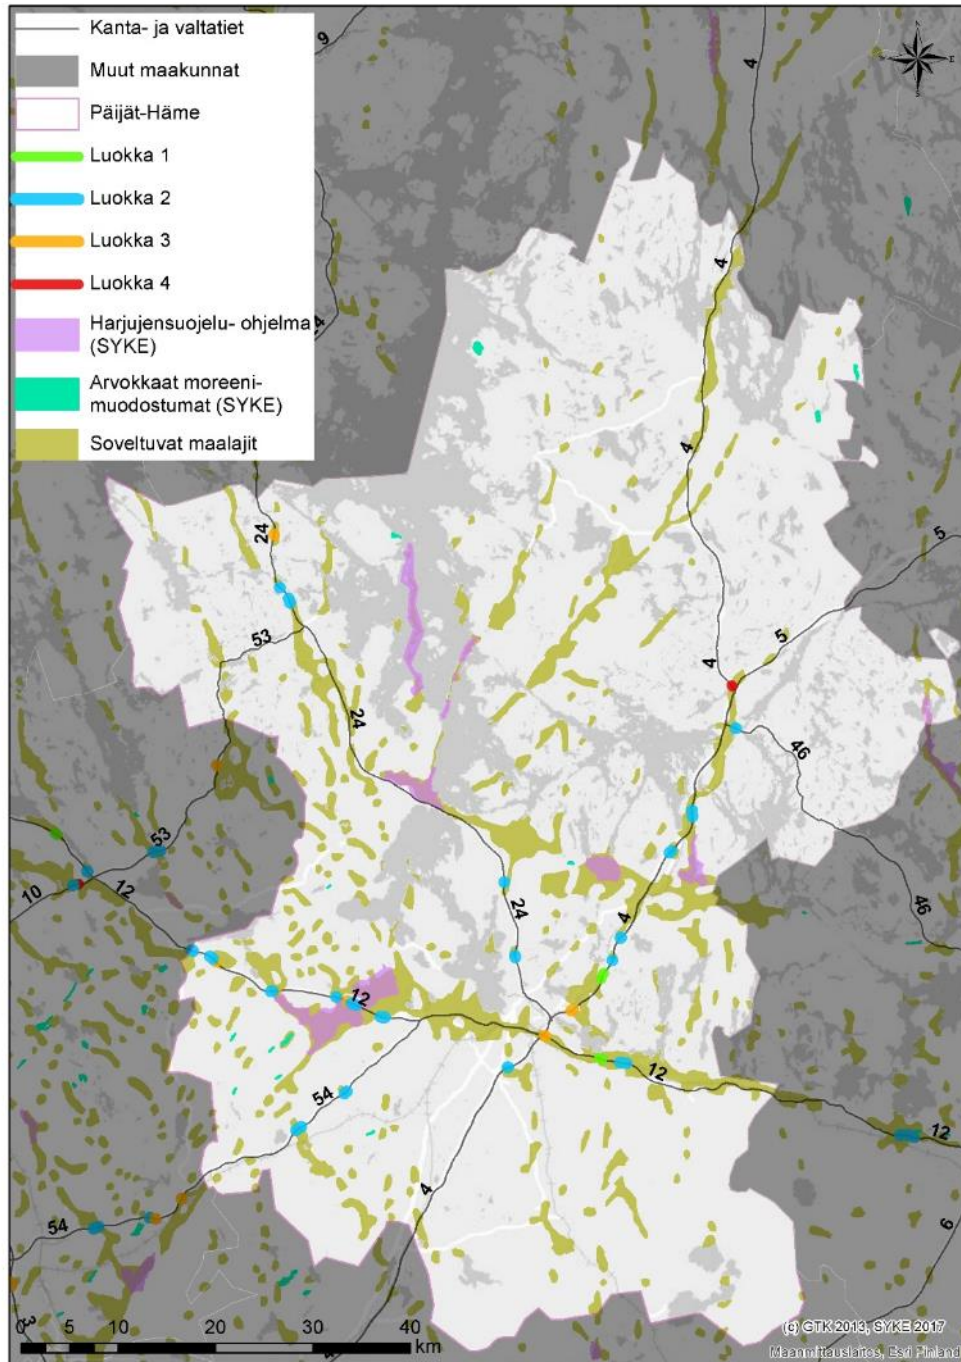 Kanta- ja valtatiet
Muut maakunnat
Päijät-Häme
Luokka 1
Luokka 2
Luokka 3
Luokka 4
Harjujensuojelu- ohjelma
(SYKE)
Arvokkaat moreeni-
muodostumat (SYKE)
Soveltuvat maalajit
9
4
24
4
4
24
5
53
5
4
24
46
53
10
12
24
4
46
12
12
54
12
4
54
6
3
4
0 5 10 20 30 40
km
(c) GTK 2013, SYKE 2017
Maanmittauslaitos, Esri Finland